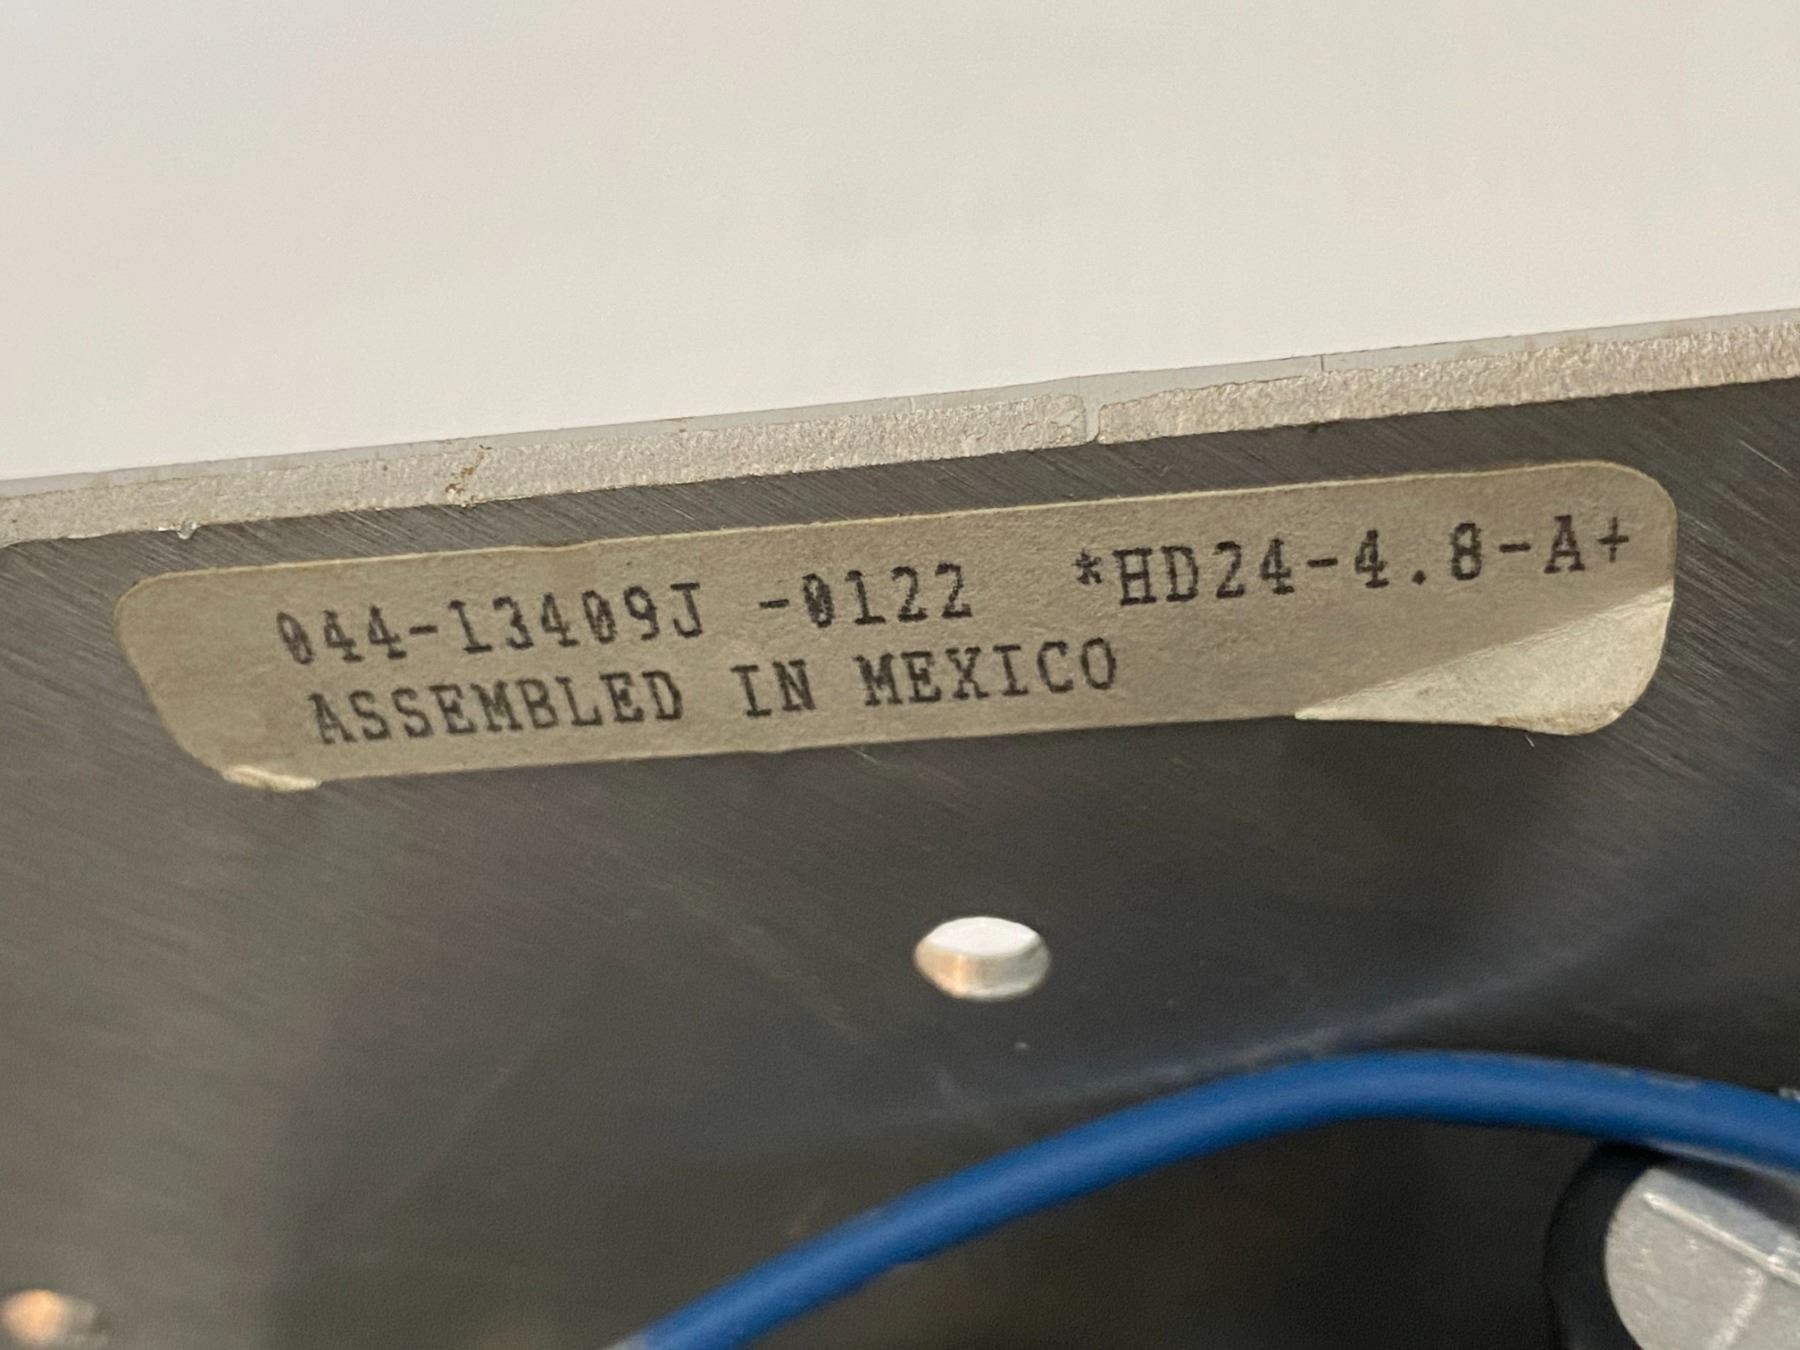 044-13409J -0122 *HD24-4.8-A+
ASSEMBLED IN MEXICO